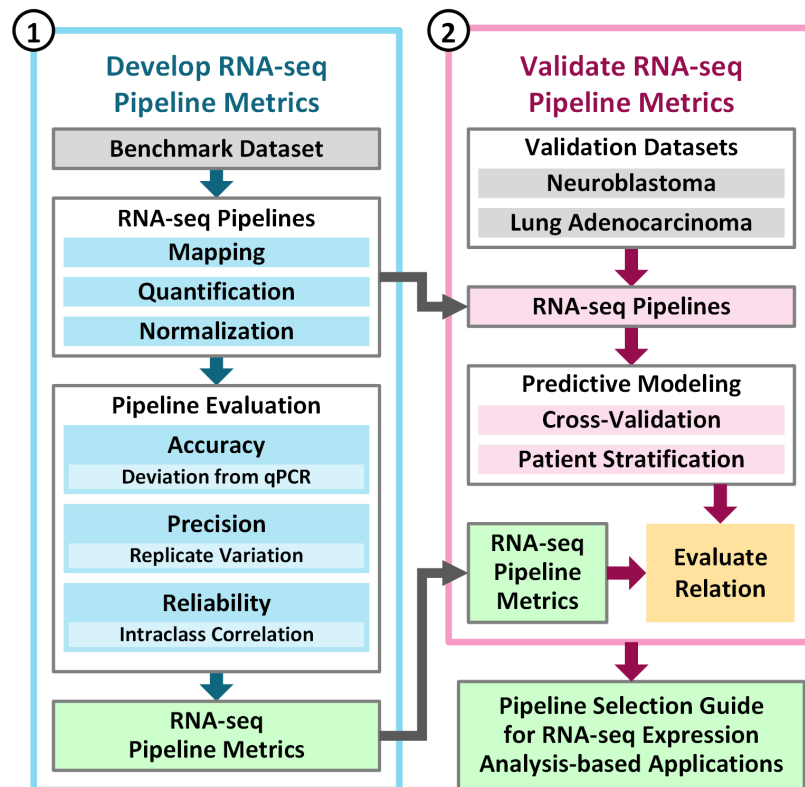 1
Develop RNA-seq
Pipeline Metrics
Benchmark Dataset
RNA-seq Pipelines
Mapping
Quantification
Normalization
Pipeline Evaluation
Accuracy
Deviation from qPCR
Precision
Replicate Variation
Reliability
Intraclass Correlation
RNA-seq
Pipeline Metrics
2
Validate RNA-seq
Pipeline Metrics
Validation Datasets
Neuroblastoma
Lung Adenocarcinoma
RNA-seq Pipelines
Predictive Modeling
Cross-Validation
Patient Stratification
RNA-seq
Pipeline
Metrics
Evaluate
Relation
Pipeline Selection Guide
for RNA-seq Expression
Analysis-based Applications